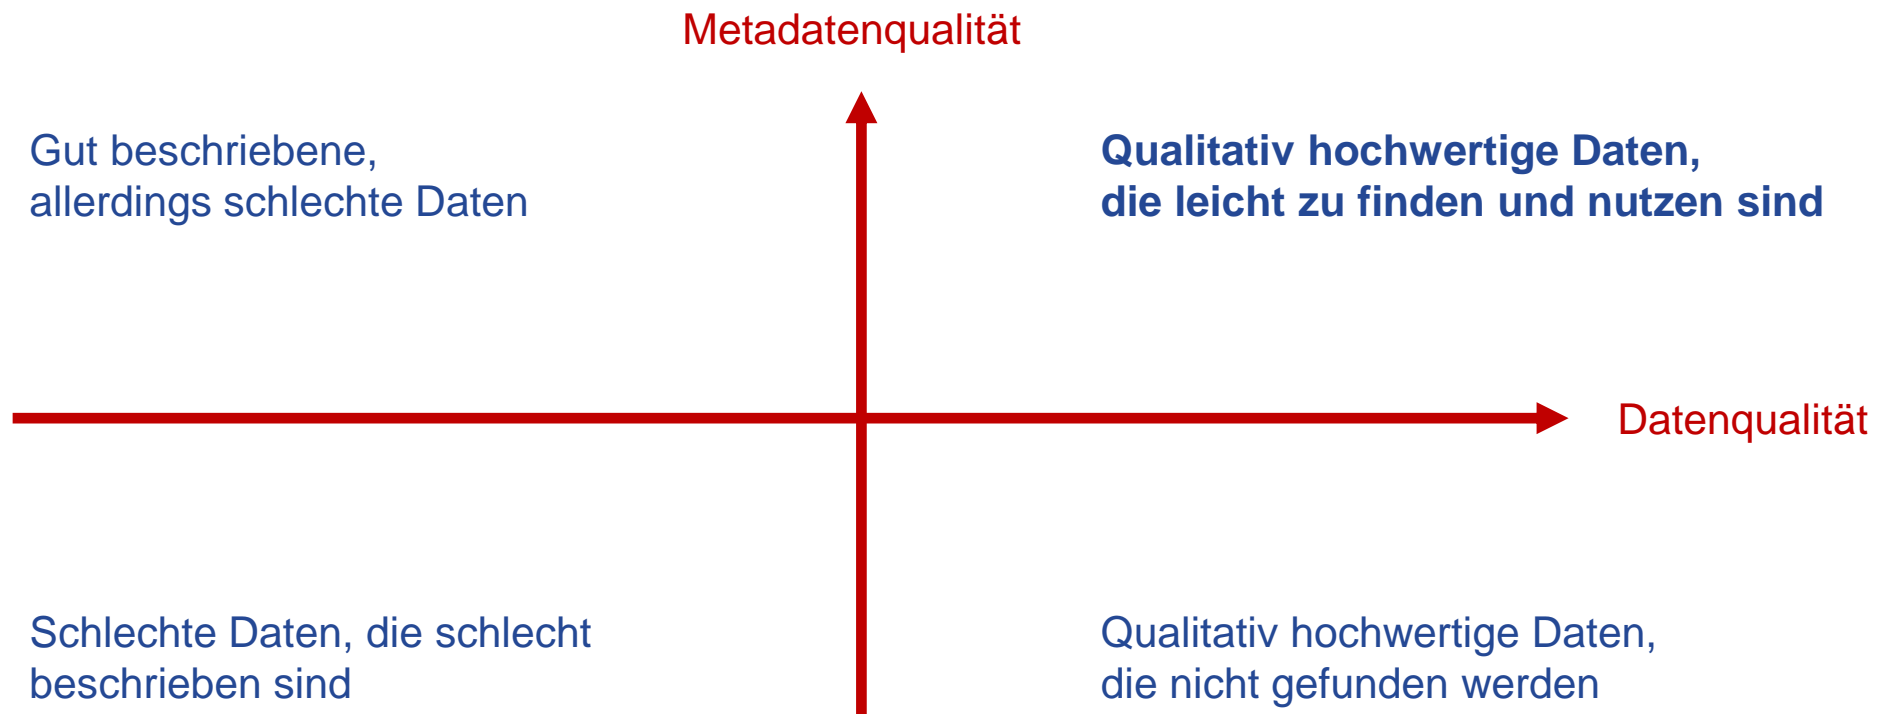 Metadatenqualität
Gut beschriebene,
allerdings schlechte Daten
Qualitativ hochwertige Daten,
die leicht zu finden und nutzen sind
Datenqualität
Schlechte Daten, die schlecht
beschrieben sind
Qualitativ hochwertige Daten,
die nicht gefunden werden